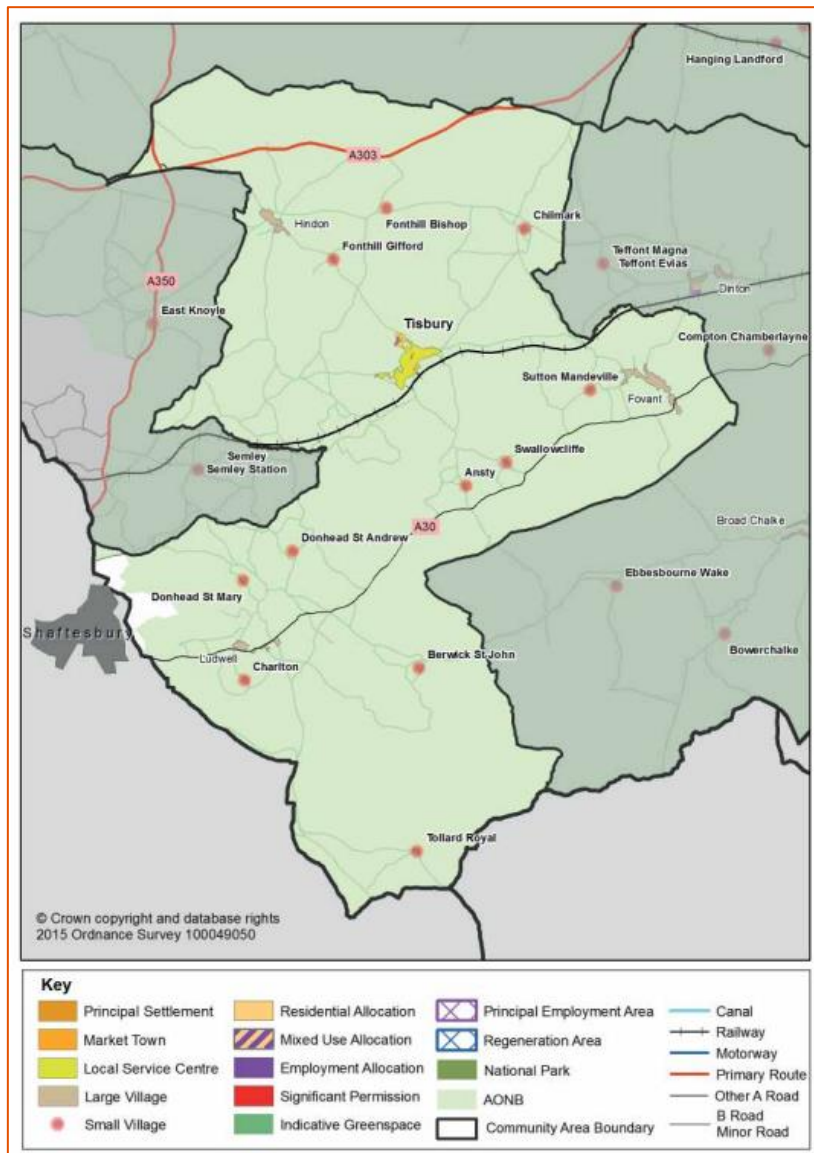 Hanging Landford
A303
Hindon
Fonthill Bishop
Chilmark
Fonthill Gifford
Teffont Magna
Teffont Evias
A350
Dinton
East Knoyle
Tisbury
Compton Chamberlayne
Sutton Mandeville
Fovant
Semley
Semley Station
Swallowcliffe
Ansty
A30
Broad Chalke
Donhead St Andrew
Ebbesbourne Wake
Donhead St Mary
Shaftesbury
Ludwell
Berwick St John
Bowerchalke
Charlton
Tollard Royal
© Crown copyright and database rights
2015 Ordnance Survey 100049050
Key
Principal Settlement
Market Town
Local Service Centre
Large Village
Small Village
Residential Allocation
Mixed Use Allocation
Employment Allocation
Significant Permission
Indicative Greenspace
Principal Employment Area
Regeneration Area
National Park
AONB
Community Area Boundary
Canal
Railway
Motorway
Primary Route
Other A Road
B Road
Minor Road